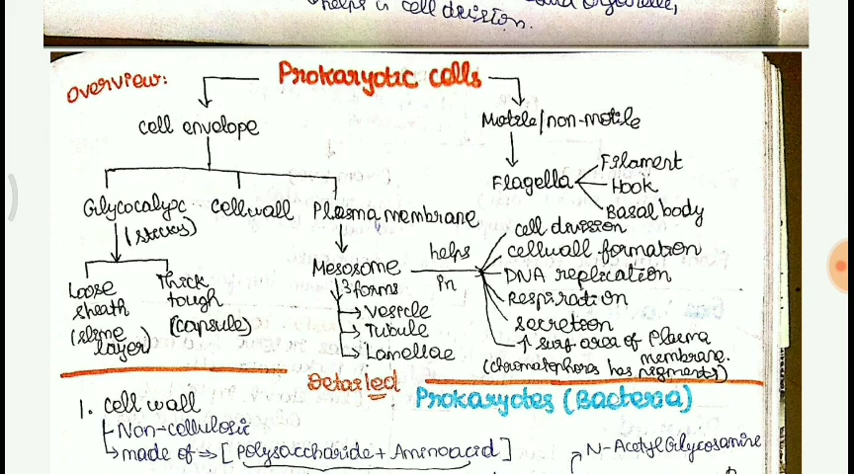 helps in cell division.
Overview:
Prokaryotic cells
cell envelope
Motile/non-motile
Flagella
Filament
Hook
Basal body
Glycocalyx
cellwall
Plasma membrane
Loose sheath
(slime layer)
Thick tough
(capsule)
Mesosome
helps in
3 forms
Vesicle
Tubule
Lamellae
cell division
cellwall formation
DNA replication
Respiration
secretion
↑ surf area of Plasma membrane.
(chromatophores has pigments)
Detailed
Prokaryotes (Bacteria)
1. cell wall
Non-cellulosic
made of ⇒ [Polysaccharide + Aminoacid]
N-Acetyl Glycosamine